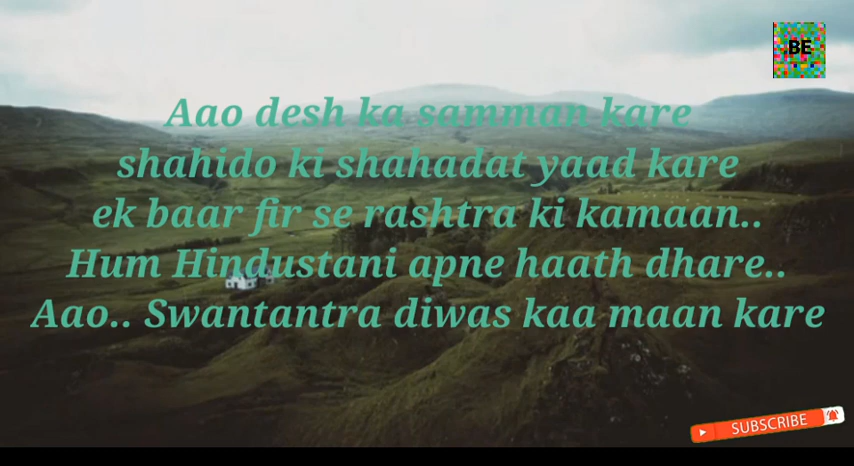 BE
Aao desh ka samman kare
shahido ki shahadat yaad kare
ek baar fir se rashtra ki kamaan..
Hum Hindustani apne haath dhare..
Aao.. Swantantra diwas kaa maan kare
SUBSCRIBE